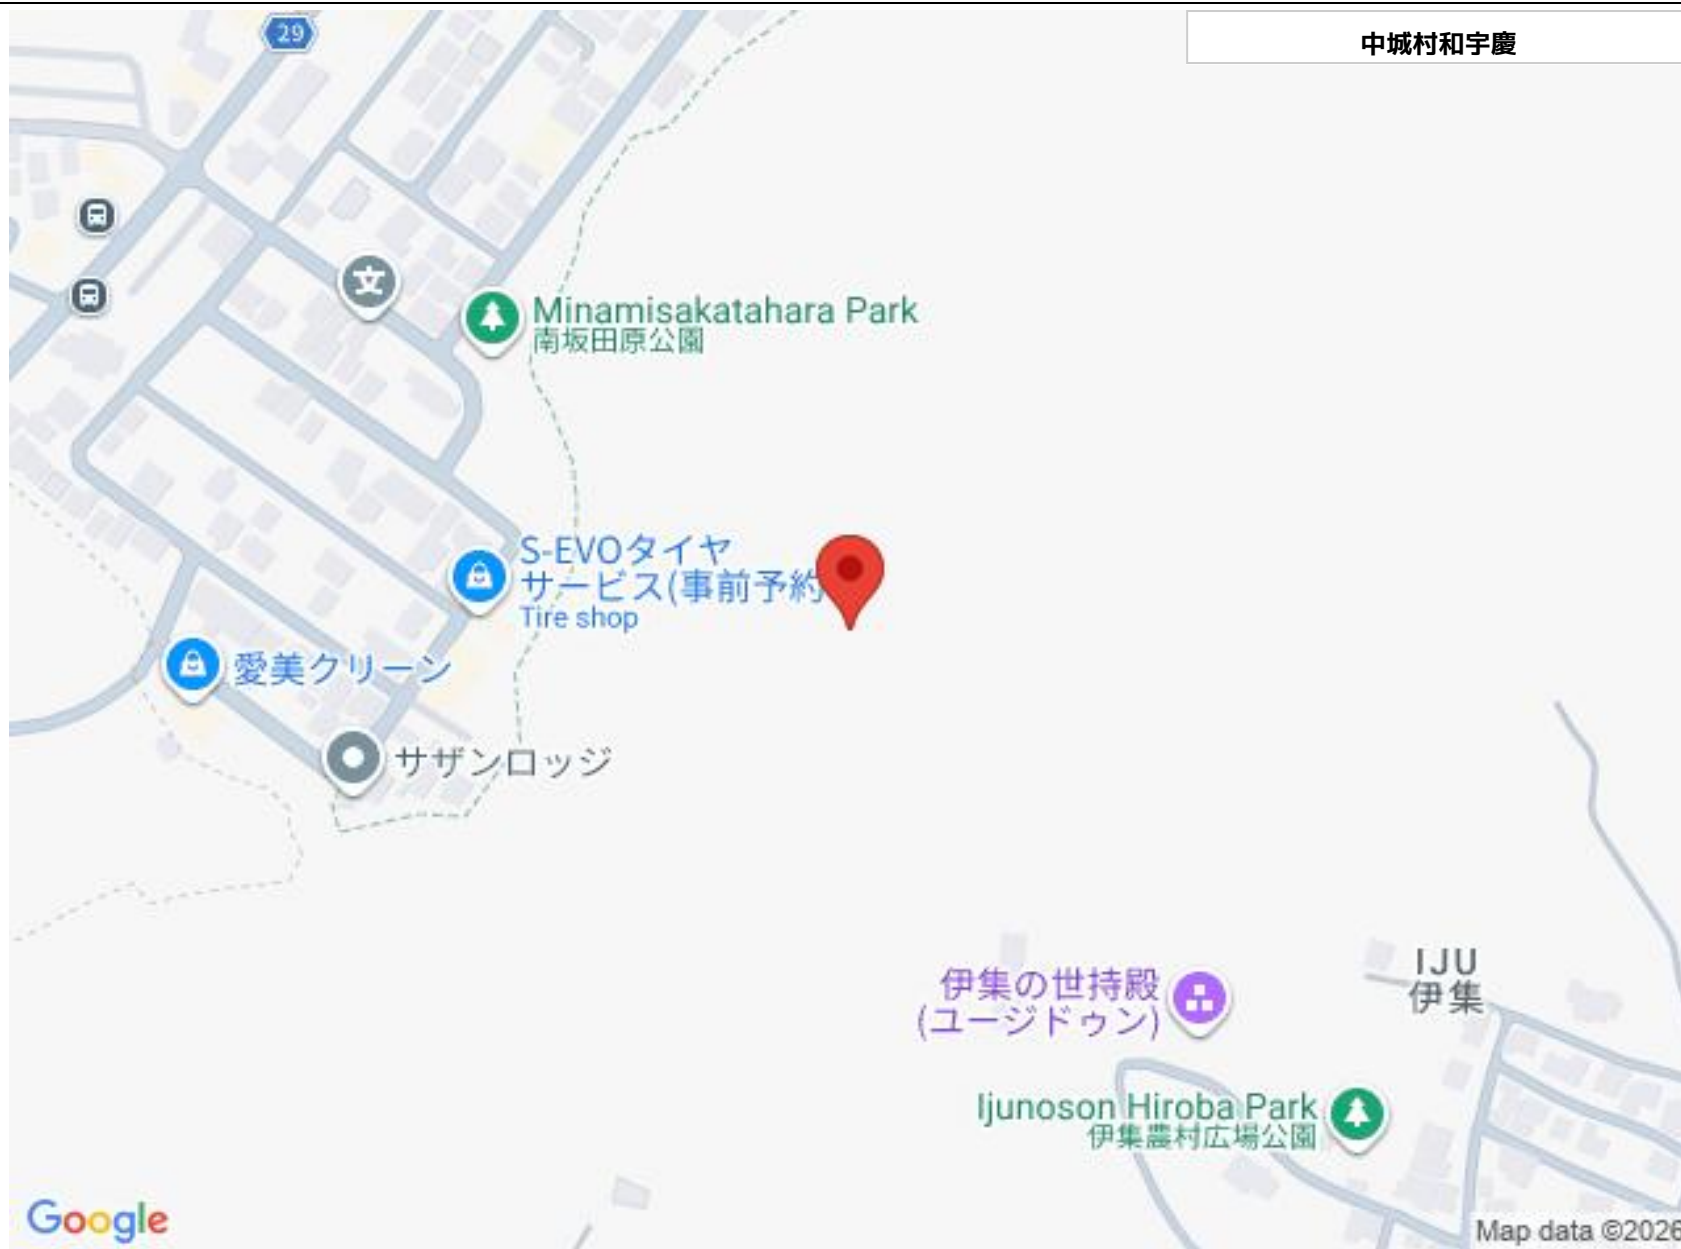 29
中城村和宇慶
文
Minamisakatahara Park
南坂田原公園
S-EVOタイヤ
サービス(事前予約
Tire shop
愛美クリーン
サザンロッジ
伊集の世持殿
(ユージドゥン)
IJU
伊集
Ijunoson Hiroba Park
伊集農村広場公園
Google
Map data ©2026